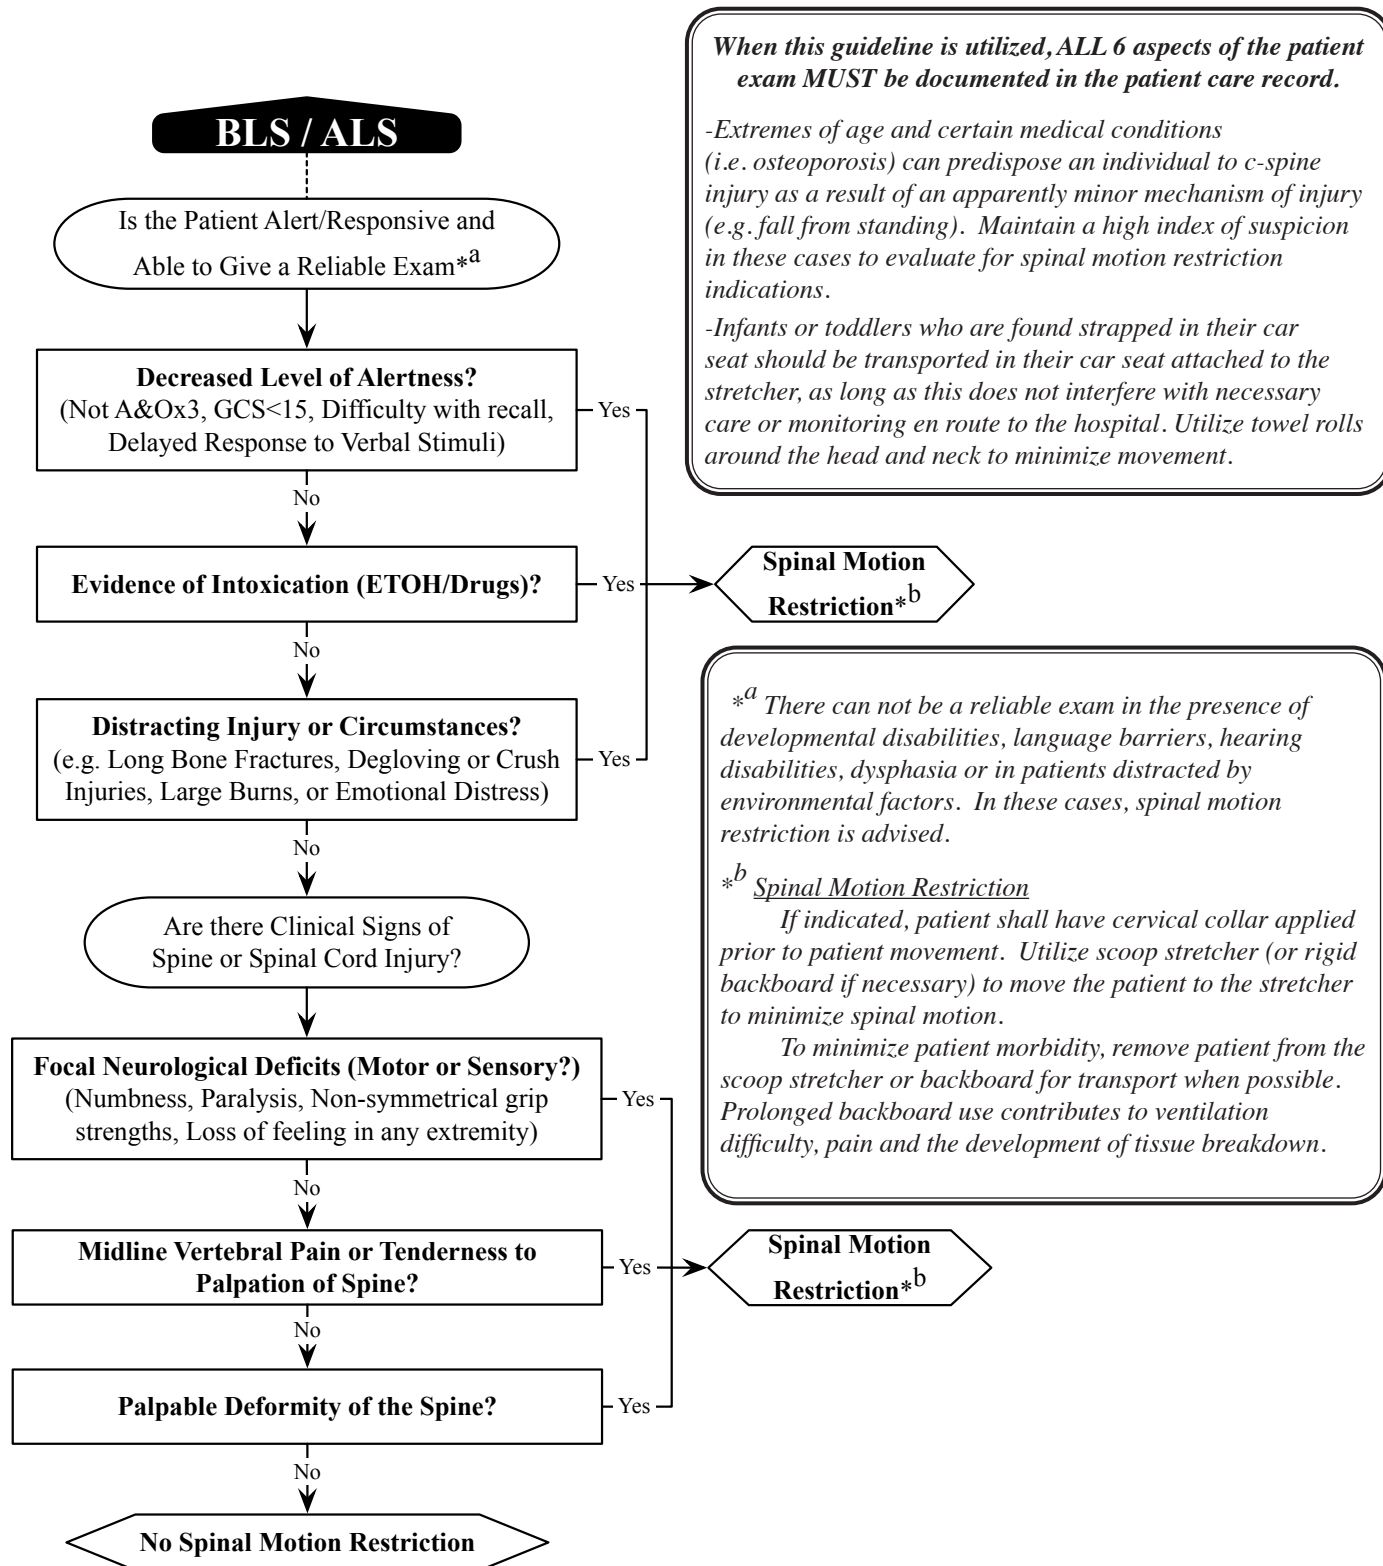 BLS / ALS
Is the Patient Alert/Responsive and
Able to Give a Reliable Exam*a
Decreased Level of Alertness?
(Not A&Ox3, GCS<15, Difficulty with recall,
Delayed Response to Verbal Stimuli)
Yes
No
Evidence of Intoxication (ETOH/Drugs)?
Yes
No
Distracting Injury or Circumstances?
(e.g. Long Bone Fractures, Degloving or Crush
Injuries, Large Burns, or Emotional Distress)
Yes
No
Spinal Motion
Restriction*b
Are there Clinical Signs of
Spine or Spinal Cord Injury?
Focal Neurological Deficits (Motor or Sensory?)
(Numbness, Paralysis, Non-symmetrical grip
strengths, Loss of feeling in any extremity)
Yes
No
Midline Vertebral Pain or Tenderness to
Palpation of Spine?
Yes
No
Palpable Deformity of the Spine?
Yes
No
Spinal Motion
Restriction*b
No Spinal Motion Restriction
When this guideline is utilized, ALL 6 aspects of the patient
exam MUST be documented in the patient care record.
-Extremes of age and certain medical conditions
(i.e. osteoporosis) can predispose an individual to c-spine
injury as a result of an apparently minor mechanism of injury
(e.g. fall from standing).  Maintain a high index of suspicion
in these cases to evaluate for spinal motion restriction
indications.
-Infants or toddlers who are found strapped in their car
seat should be transported in their car seat attached to the
stretcher, as long as this does not interfere with necessary
care or monitoring en route to the hospital. Utilize towel rolls
around the head and neck to minimize movement.
*a There can not be a reliable exam in the presence of
developmental disabilities, language barriers, hearing
disabilities, dysphasia or in patients distracted by
environmental factors.  In these cases, spinal motion
restriction is advised.
*b Spinal Motion Restriction
If indicated, patient shall have cervical collar applied
prior to patient movement.  Utilize scoop stretcher (or rigid
backboard if necessary) to move the patient to the stretcher
to minimize spinal motion.
To minimize patient morbidity, remove patient from the
scoop stretcher or backboard for transport when possible.
Prolonged backboard use contributes to ventilation
difficulty, pain and the development of tissue breakdown.